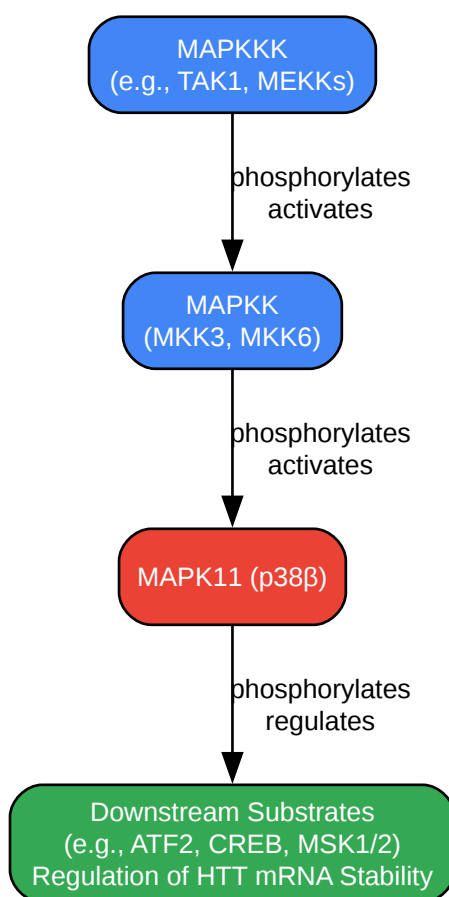 MAPKKK
(e.g., TAK1, MEKKs)
phosphorylates
activates
MAPKK
(MKK3, MKK6)
phosphorylates
activates
MAPK11 (p38β)
phosphorylates
regulates
Downstream Substrates
(e.g., ATF2, CREB, MSK1/2)
Regulation of HTT mRNA Stability